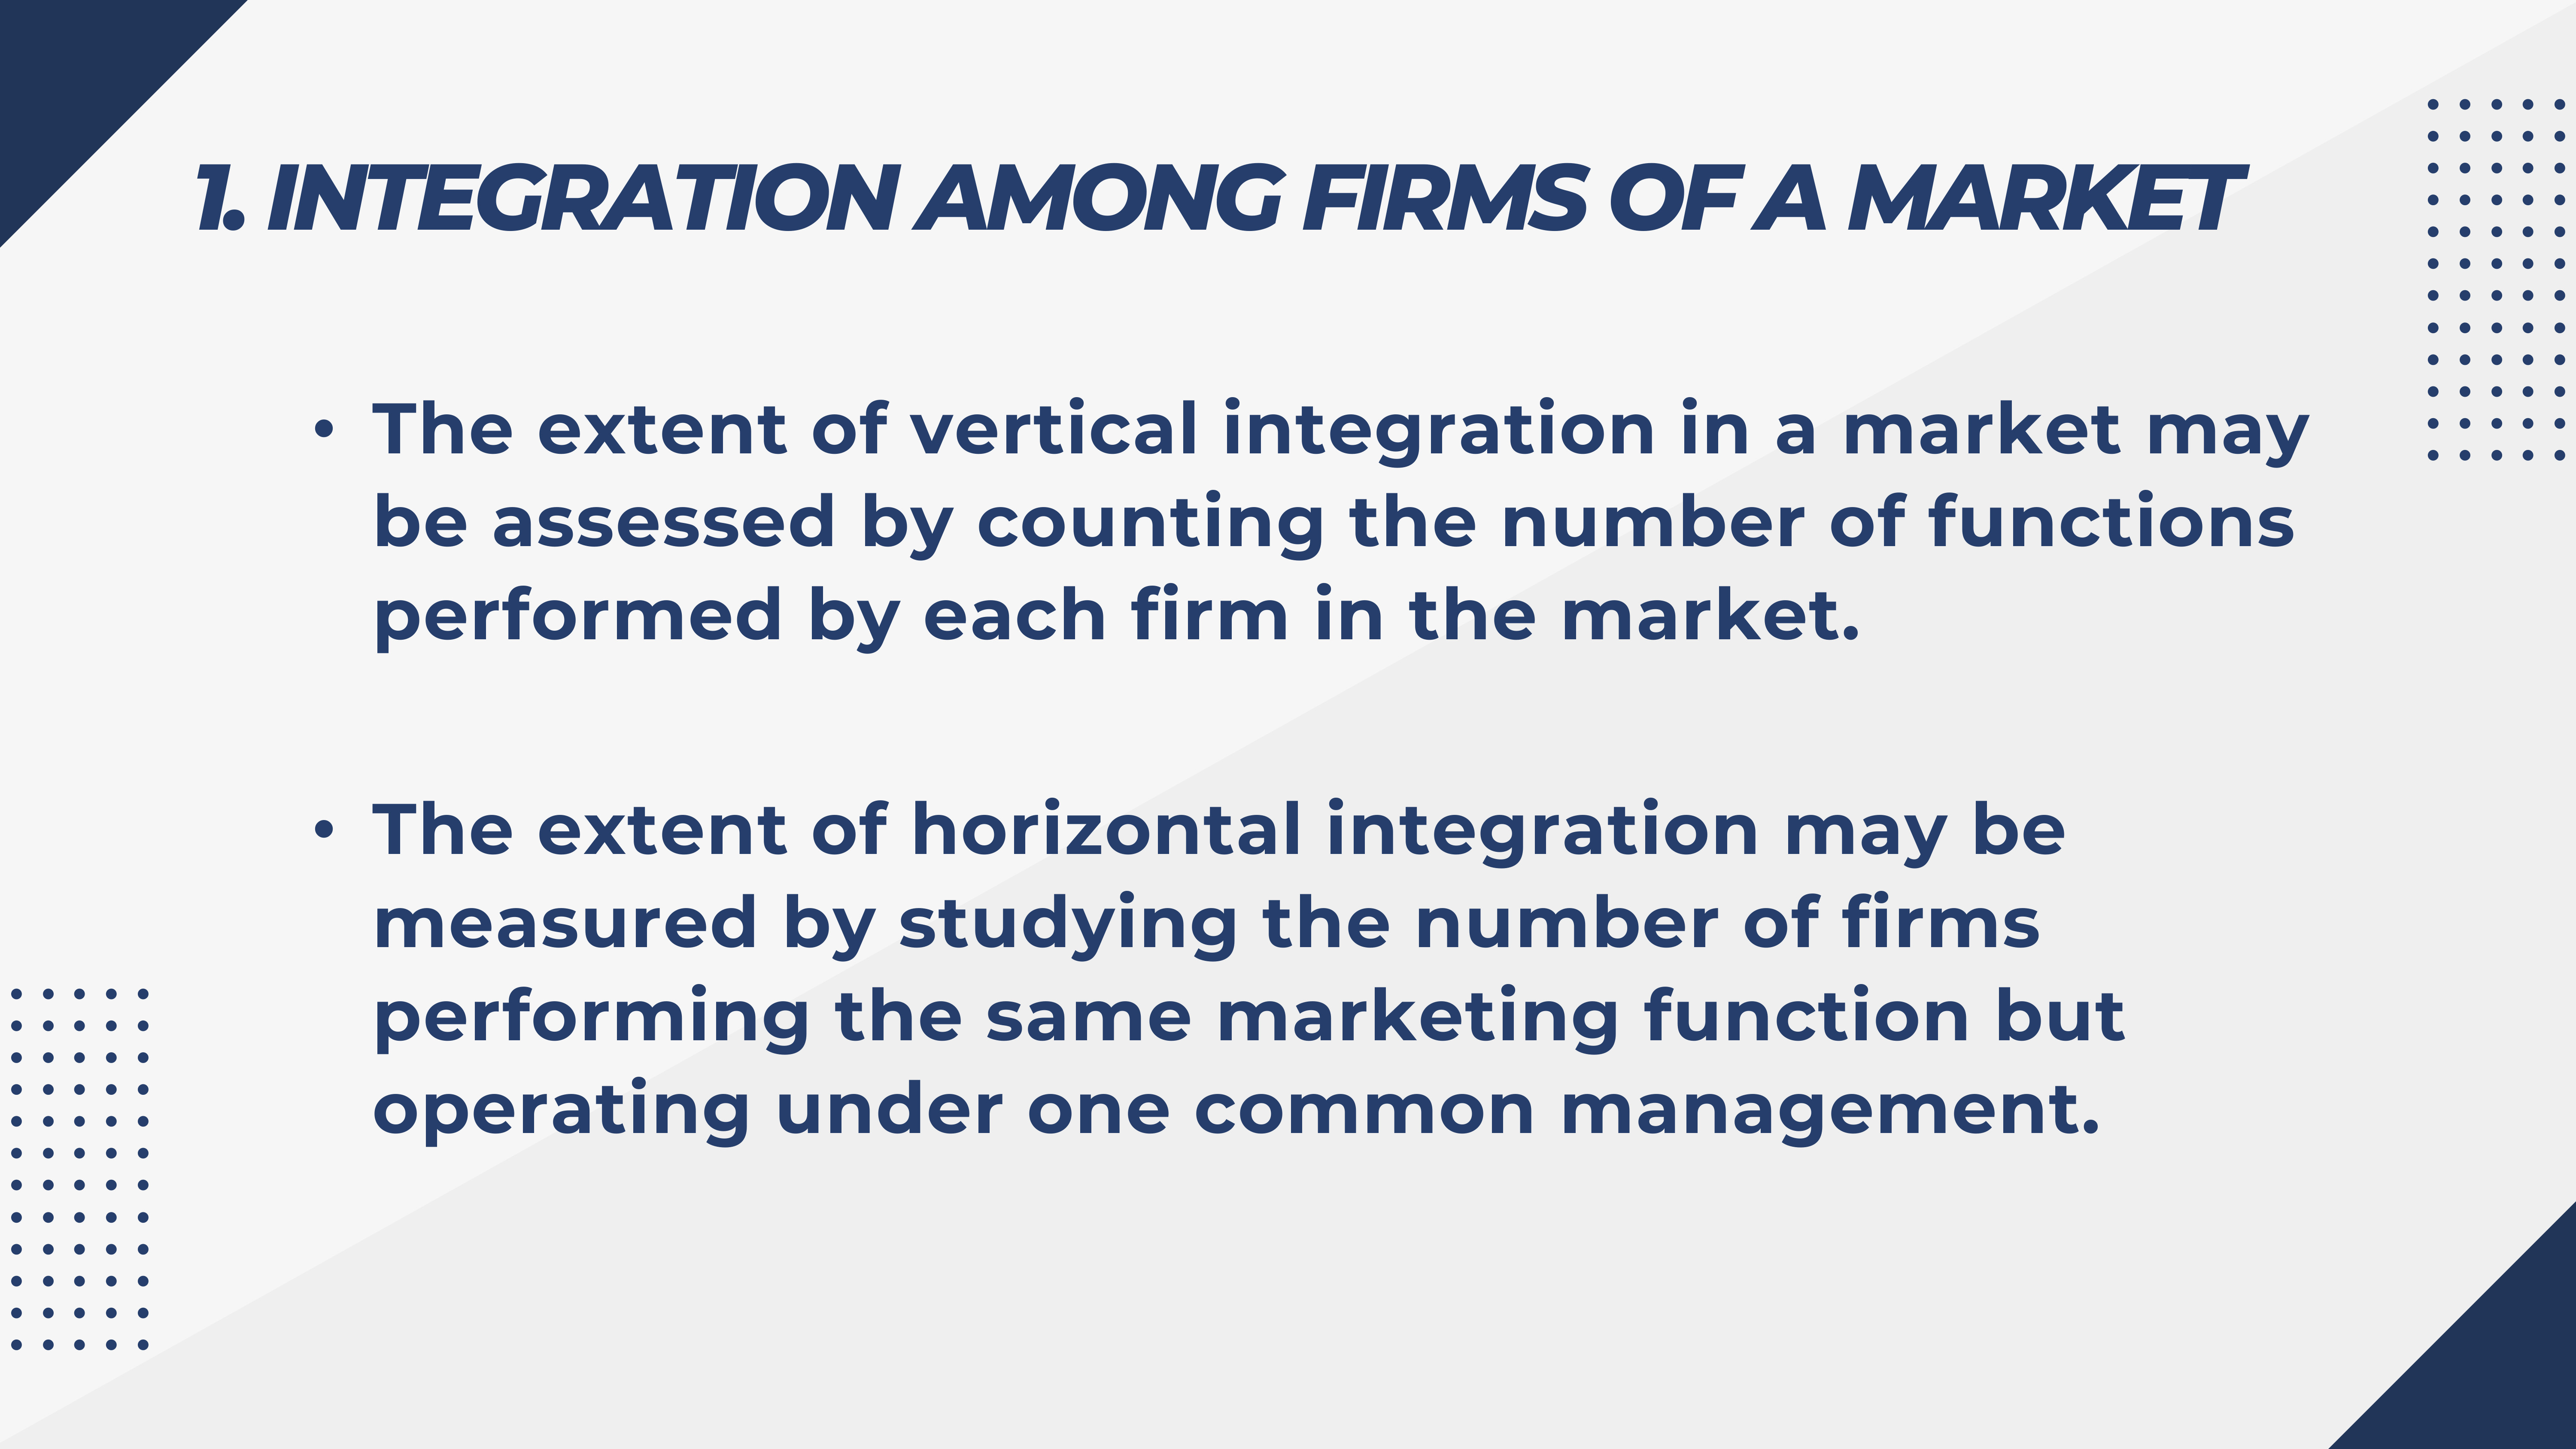 1. INTEGRATION AMONG FIRMS OF A MARKET
• The extent of vertical integration in a market may
be assessed by counting the number of functions
performed by each firm in the market.
• The extent of horizontal integration may be
measured by studying the number of firms
performing the same marketing function but
operating under one common management.